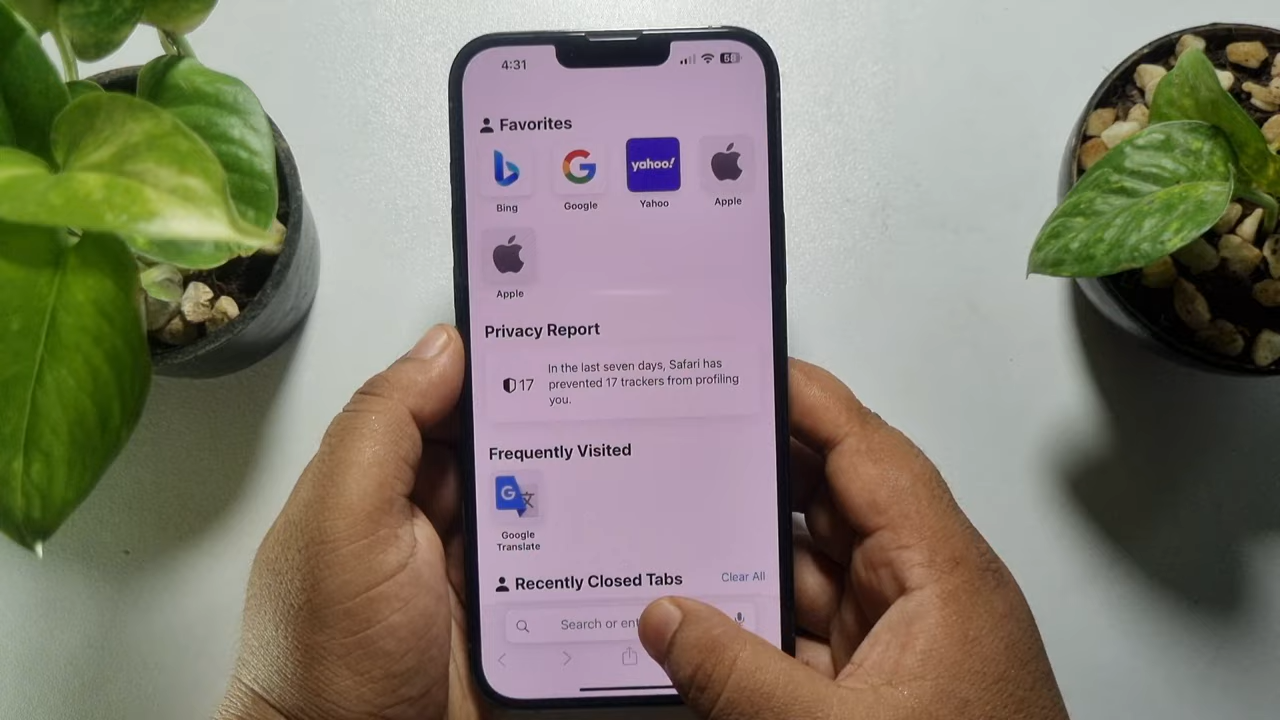 4:31
Favorites
yahoo!
Bing
Google
Yahoo
Apple
Apple
Privacy Report
17
In the last seven days, Safari has
prevented 17 trackers from profiling
you.
Frequently Visited
G 文
Google
Translate
Recently Closed Tabs
Clear All
Search or ent